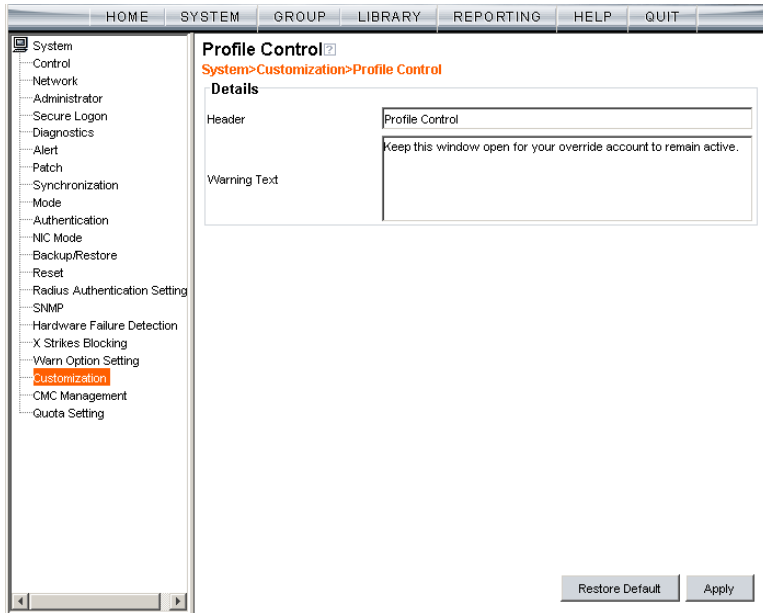 HOME SYSTEM GROUP LIBRARY REPORTING HELP QUIT
System
Control
Network
Administrator
Secure Logon
Diagnostics
Alert
Patch
Synchronization
Mode
Authentication
NIC Mode
Backup/Restore
Reset
Radius Authentication Setting
SNMP
Hardware Failure Detection
X Strikes Blocking
Warn Option Setting
Customization
CMC Management
Quota Setting
Profile Control ?
System>Customization>Profile Control
Details
Header
Profile Control
Warning Text
Keep this window open for your override account to remain active.
Restore Default
Apply